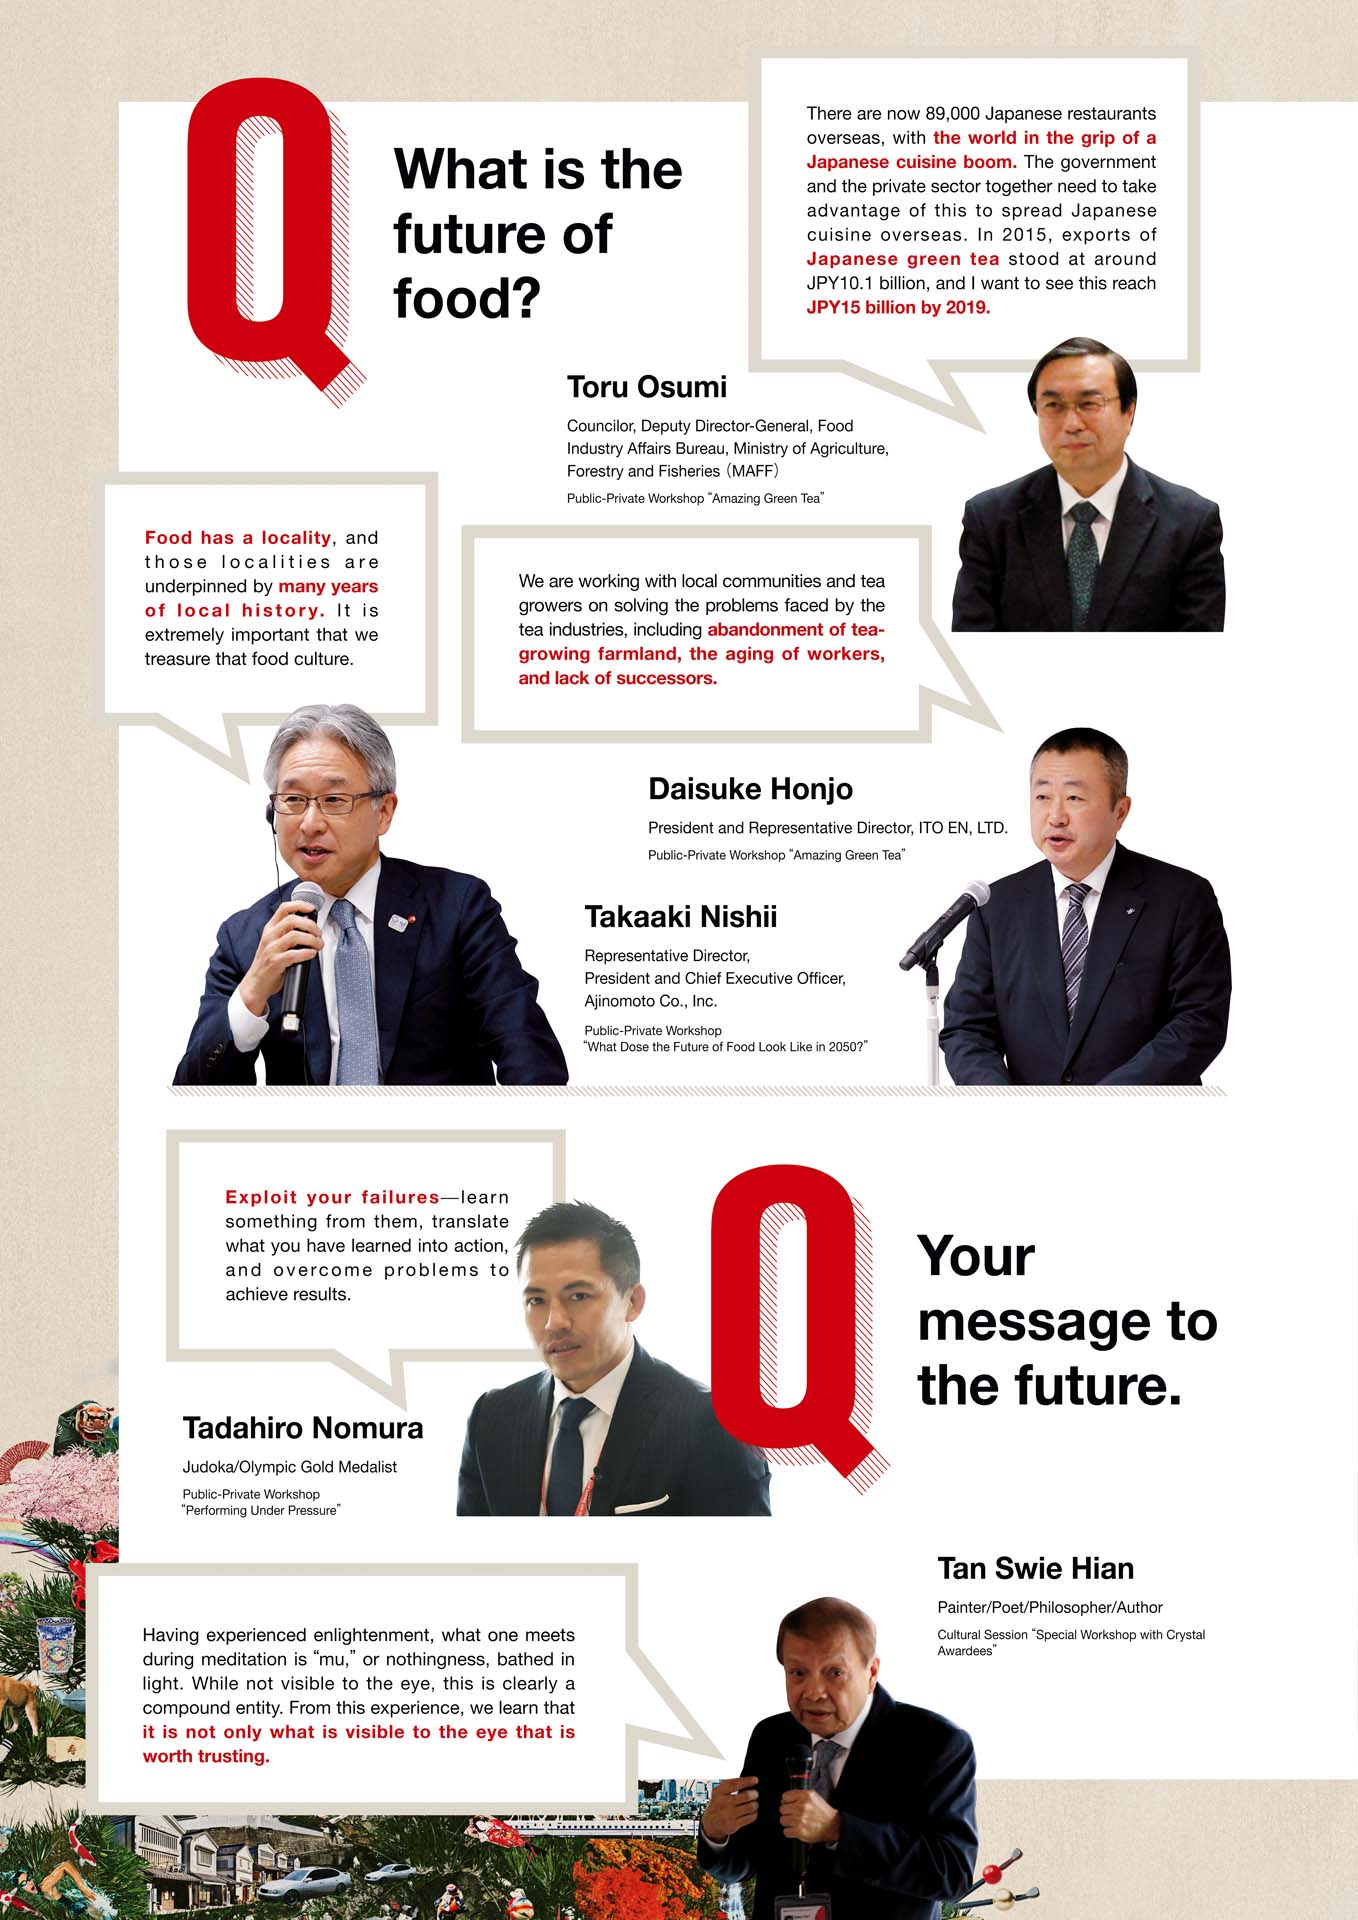 Q
What is the
future of
food?
There are now 89,000 Japanese restaurants
overseas, with the world in the grip of a
Japanese cuisine boom. The government
and the private sector together need to take
advantage of this to spread Japanese
cuisine overseas. In 2015, exports of
Japanese green tea stood at around
JPY10.1 billion, and I want to see this reach
JPY15 billion by 2019.
Toru Osumi
Councilor, Deputy Director-General, Food
Industry Affairs Bureau, Ministry of Agriculture,
Forestry and Fisheries（MAFF）
Public-Private Workshop “Amazing Green Tea”
Food has a locality, and
those localities are
underpinned by many years
of local history. It is
extremely important that we
treasure that food culture.
We are working with local communities and tea
growers on solving the problems faced by the
tea industries, including abandonment of tea-
growing farmland, the aging of workers,
and lack of successors.
Daisuke Honjo
President and Representative Director, ITO EN, LTD.
Public-Private Workshop “Amazing Green Tea”
Takaaki Nishii
Representative Director,
President and Chief Executive Officer,
Ajinomoto Co., Inc.
Public-Private Workshop
“What Dose the Future of Food Look Like in 2050?”
Exploit your failures—learn
something from them, translate
what you have learned into action,
and overcome problems to
achieve results.
Tadahiro Nomura
Judoka/Olympic Gold Medalist
Public-Private Workshop
“Performing Under Pressure”
Q
Your
message to
the future.
Tan Swie Hian
Painter/Poet/Philosopher/Author
Cultural Session “Special Workshop with Crystal
Awardees”
Having experienced enlightenment, what one meets
during meditation is “mu,” or nothingness, bathed in
light. While not visible to the eye, this is clearly a
compound entity. From this experience, we learn that
it is not only what is visible to the eye that is
worth trusting.